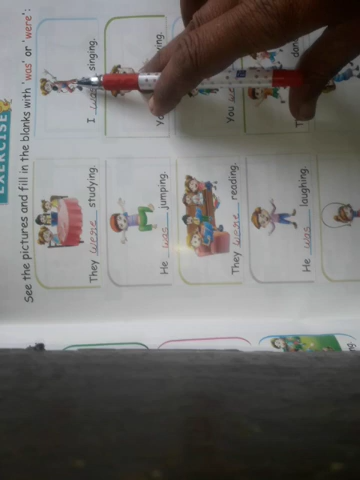 EXERCISE
See the pictures and fill in the blanks with 'was' or 'were':
I was singing.
They were studying.
He was jumping.
You
They were reading.
He was laughing.